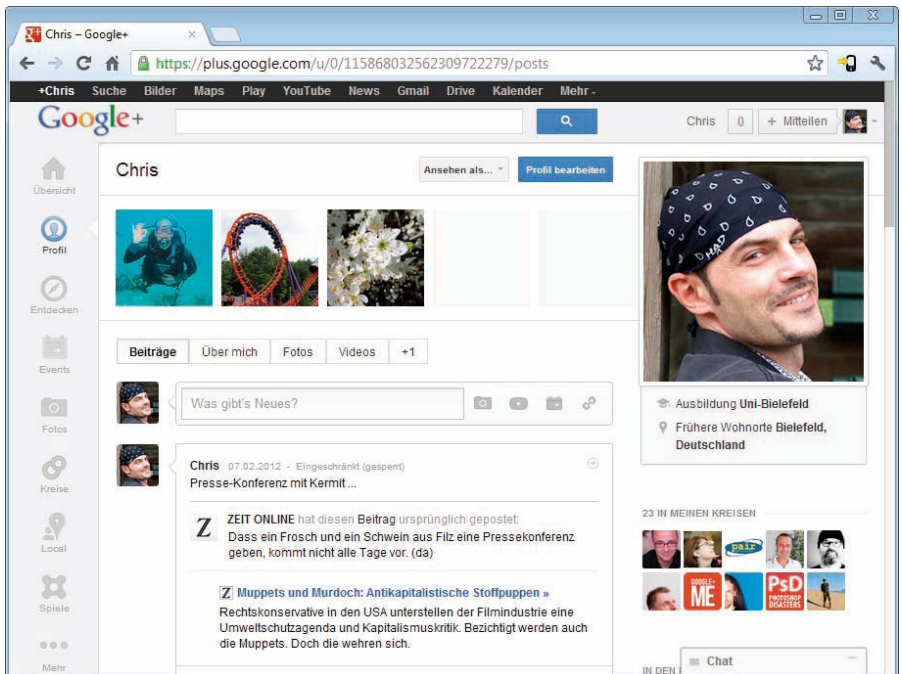 Chris – Google+
https://plus.google.com/u/0/115868032562309722279/posts
+Chris Suche Bilder Maps Play YouTube News Gmail Drive Kalender Mehr
Google+
Chris 0 + Mitteilen
Übersicht
Profil
Entdecken
Events
Fotos
Kreise
Local
Spiele
Mehr
Chris
Ansehen als... Profil bearbeiten
Beiträge Über mich Fotos Videos +1
Was gibt's Neues?
Chris 07.02.2012 - Eingeschränkt (gesperrt)
Presse-Konferenz mit Kermit ...
Z
ZEIT ONLINE hat diesen Beitrag ursprünglich gepostet:
Dass ein Frosch und ein Schwein aus Filz eine Pressekonferenz
geben, kommt nicht alle Tage vor. (da)
Z Muppets und Murdoch: Antikapitalistische Stoffpuppen »
Rechtskonservative in den USA unterstellen der Filmindustrie eine
Umweltschutzagenda und Kapitalismuskritik. Bezichtigt werden auch
die Muppets. Doch die wehren sich.
Ausbildung Uni-Bielefeld
Frühere Wohnorte Bielefeld,
Deutschland
23 IN MEINEN KREISEN
pair
GOOGLE+
ME
PsD
PHOTOSHOP
DISASTERS
IN DEN
Chat